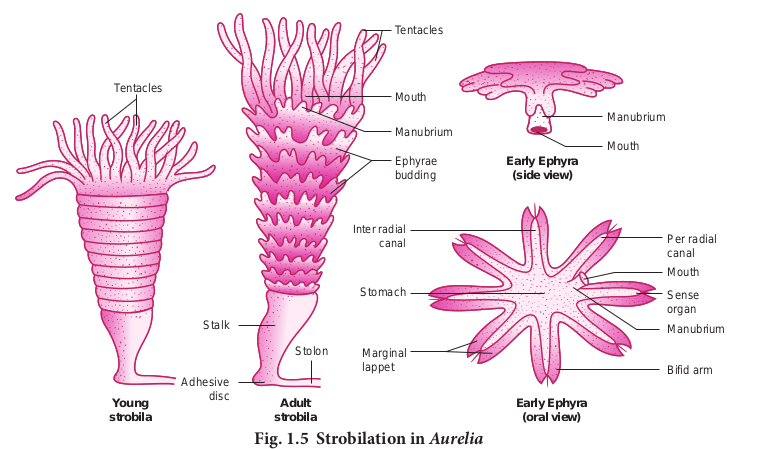 Tentacles
Tentacles
Mouth
Manubrium
Ephyrae
budding
Stalk
Stolon
Adhesive
disc
Young
strobila
Adult
strobila
Manubrium
Mouth
Early Ephyra
(side view)
Inter radial
canal
Stomach
Marginal
lappet
Per radial
canal
Mouth
Sense
organ
Manubrium
Bifid arm
Early Ephyra
(oral view)
Fig. 1.5 Strobilation in Aurelia